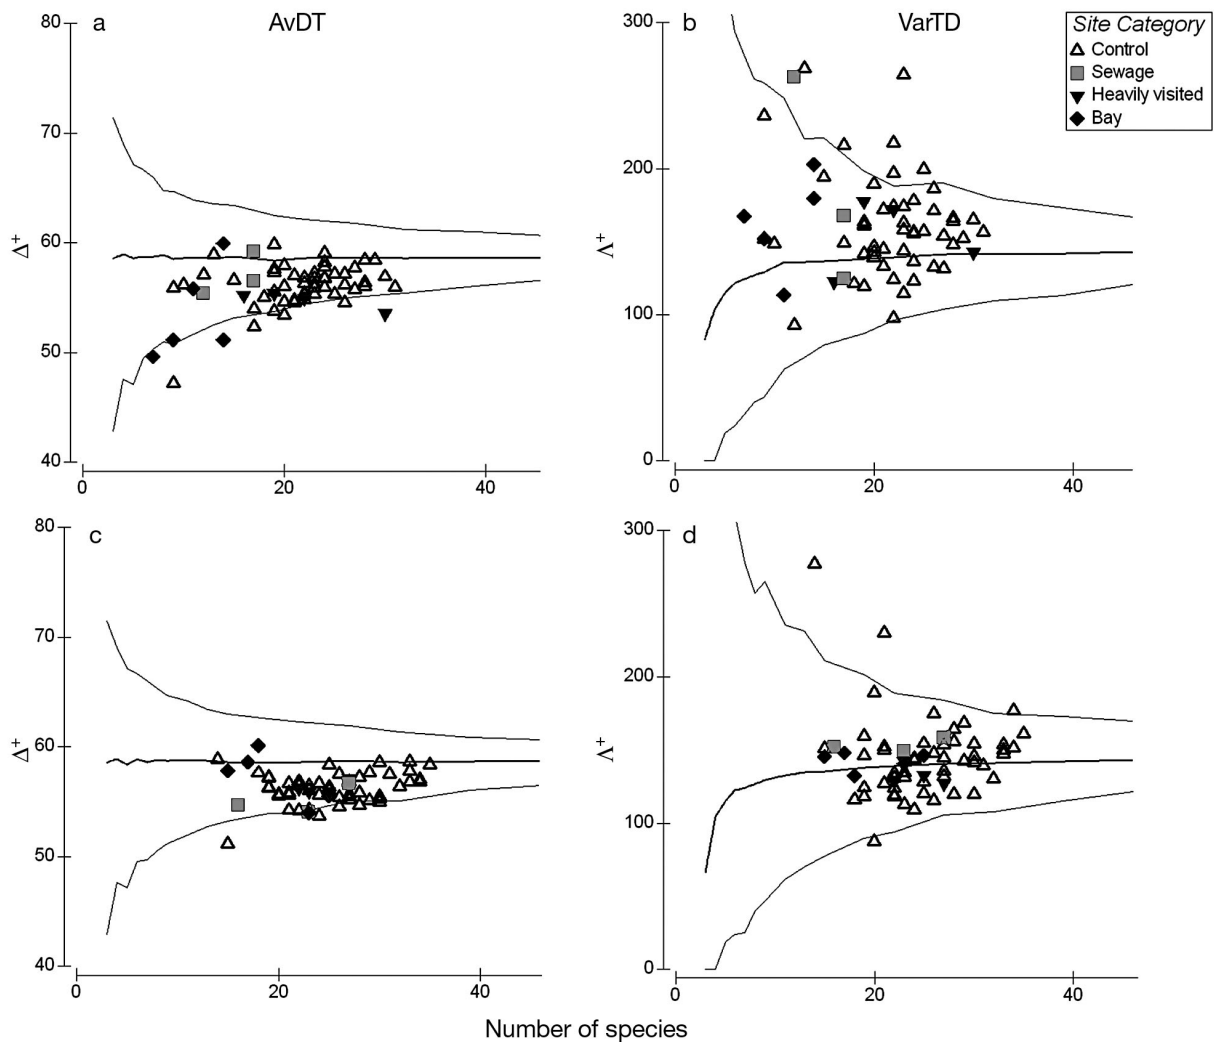 a
AvDT
80
70
60
50
40
Δ+
0
20
40
b
VarTD
300
200
100
0
Λ+
0
20
40
Site Category
Control
Sewage
Heavily visited
Bay
c
80
70
60
50
40
Δ+
0
20
40
d
300
200
100
0
Λ+
0
20
40
Number of species